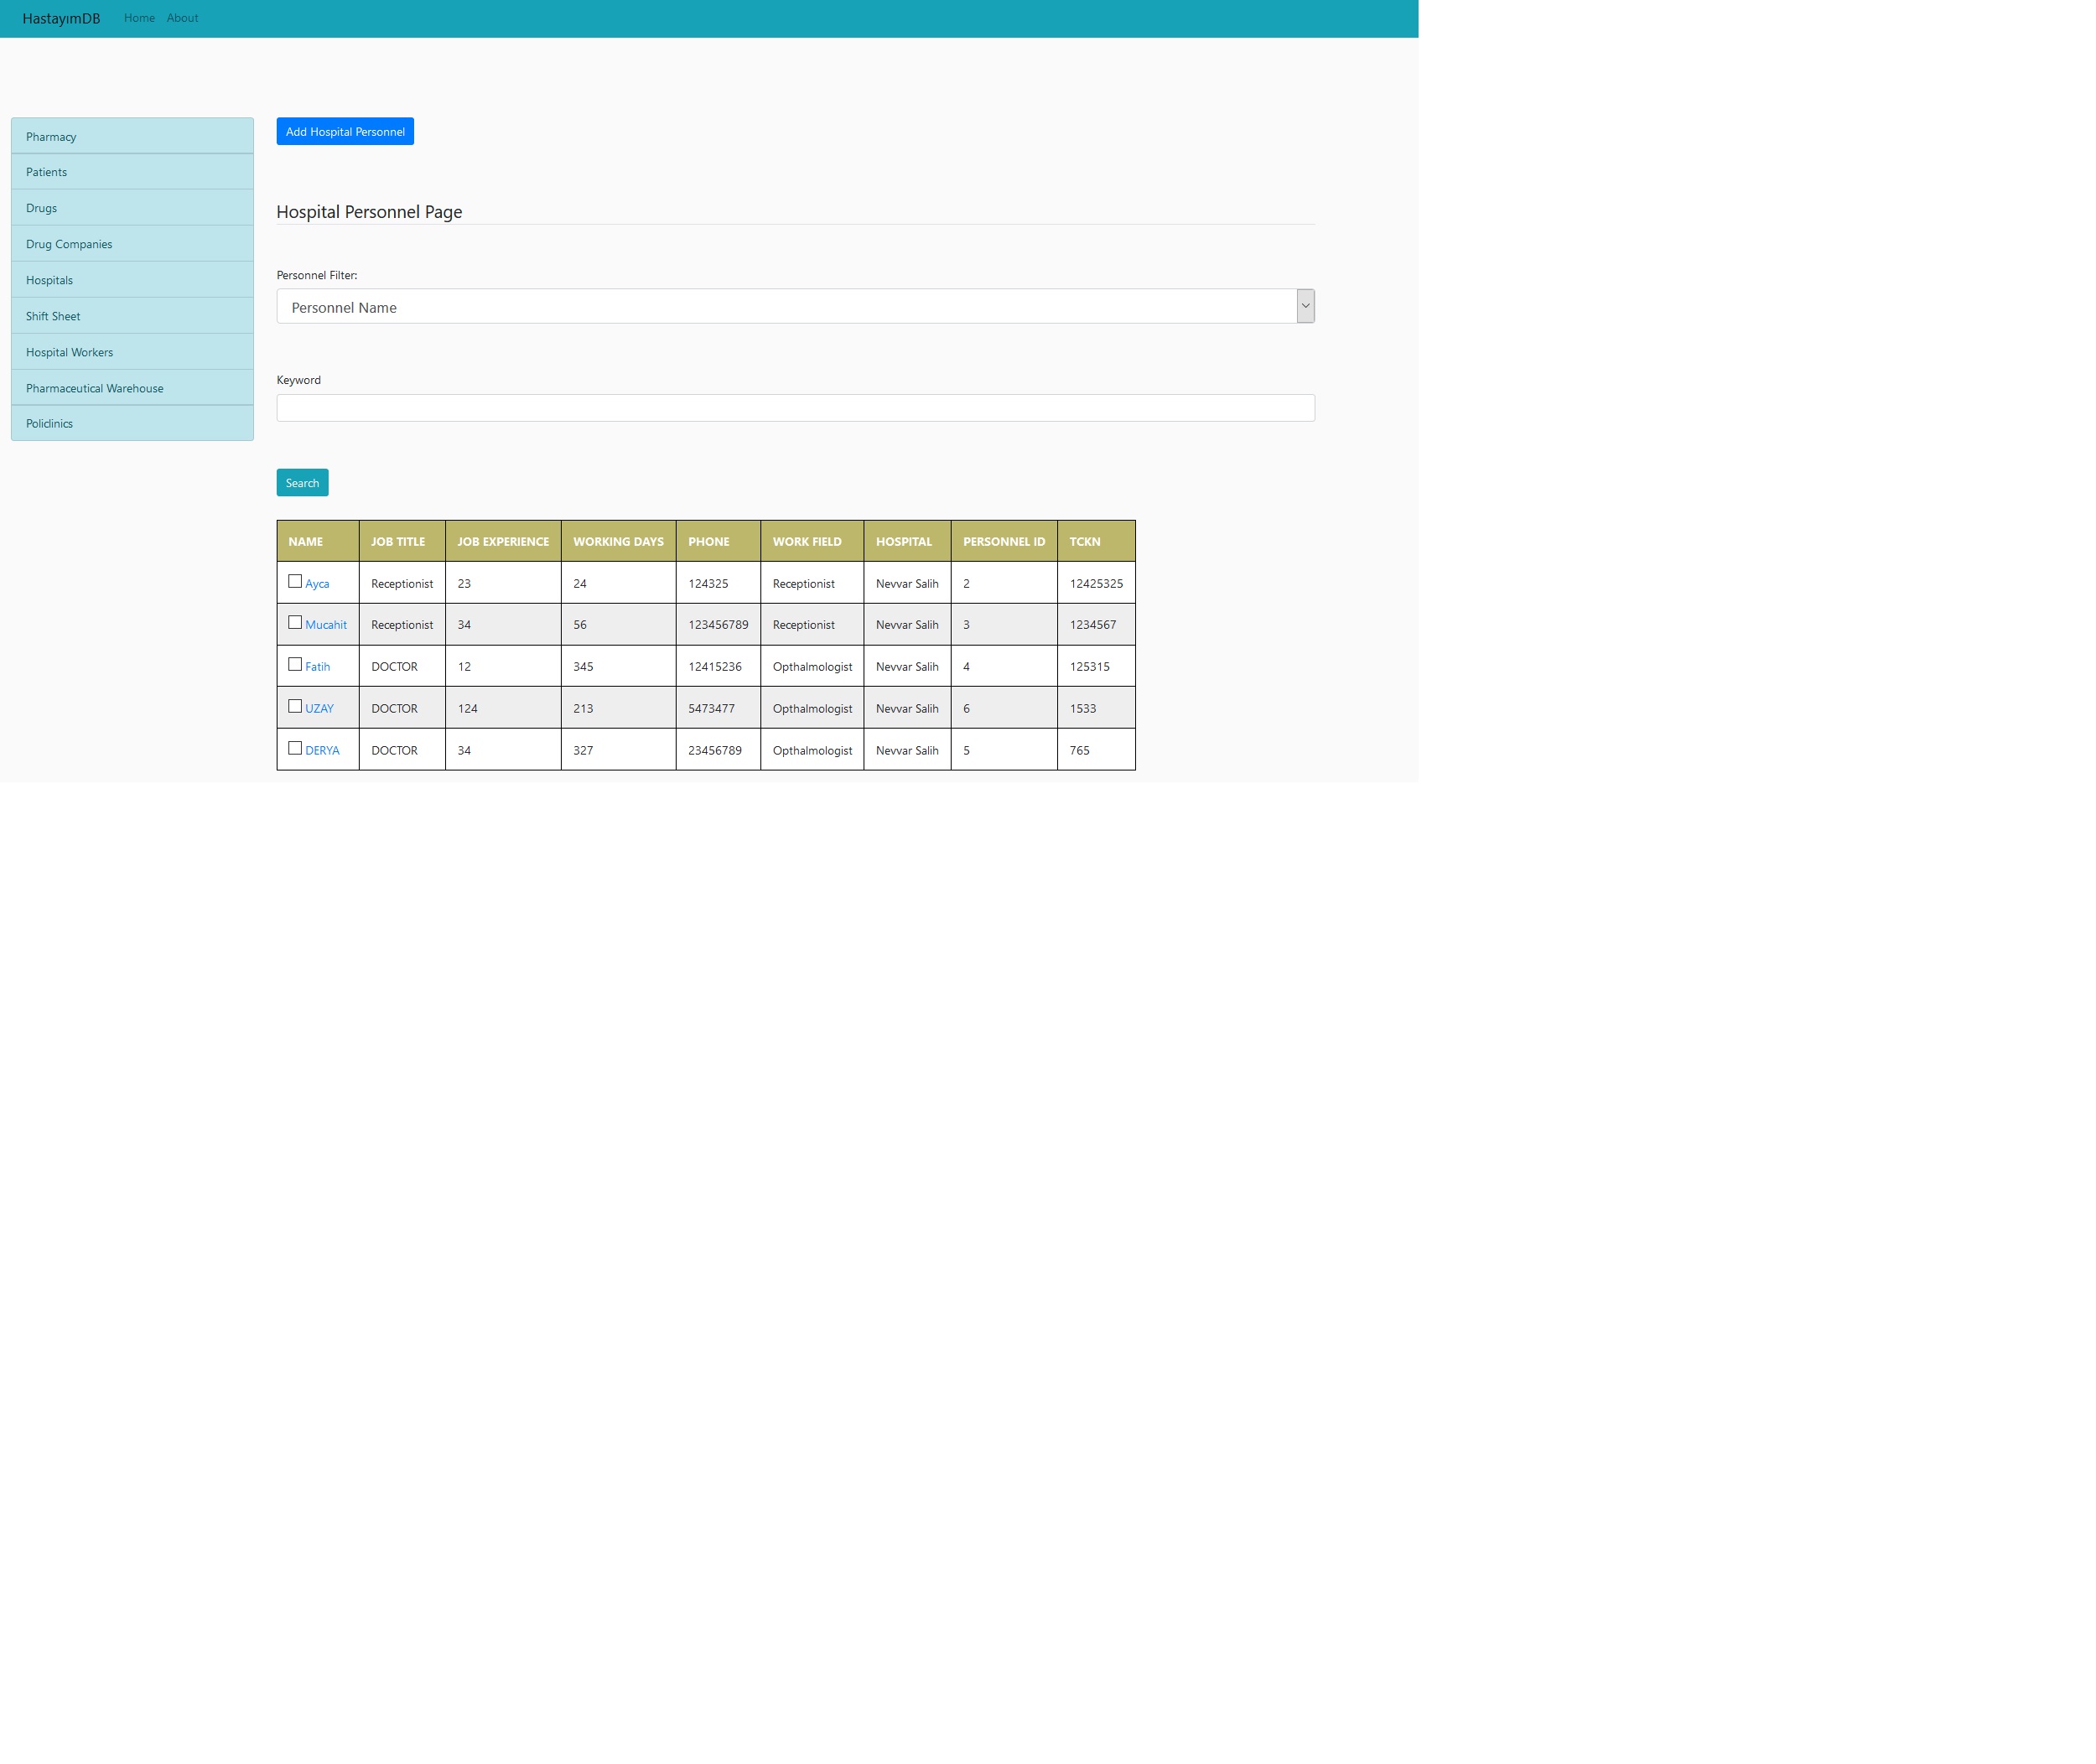 HastayımDB Home About
Pharmacy
Patients
Drugs
Drug Companies
Hospitals
Shift Sheet
Hospital Workers
Pharmaceutical Warehouse
Policlinics
Add Hospital Personnel
Hospital Personnel Page
Personnel Filter:
Personnel Name
Keyword
Search
NAME JOB TITLE JOB EXPERIENCE WORKING DAYS PHONE WORK FIELD HOSPITAL PERSONNEL ID TCKN
Ayca Receptionist 23 24 124325 Receptionist Nevvar Salih 2 12425325
Mucahit Receptionist 34 56 123456789 Receptionist Nevvar Salih 3 1234567
Fatih DOCTOR 12 345 12415236 Opthalmologist Nevvar Salih 4 125315
UZAY DOCTOR 124 213 5473477 Opthalmologist Nevvar Salih 6 1533
DERYA DOCTOR 34 327 23456789 Opthalmologist Nevvar Salih 5 765